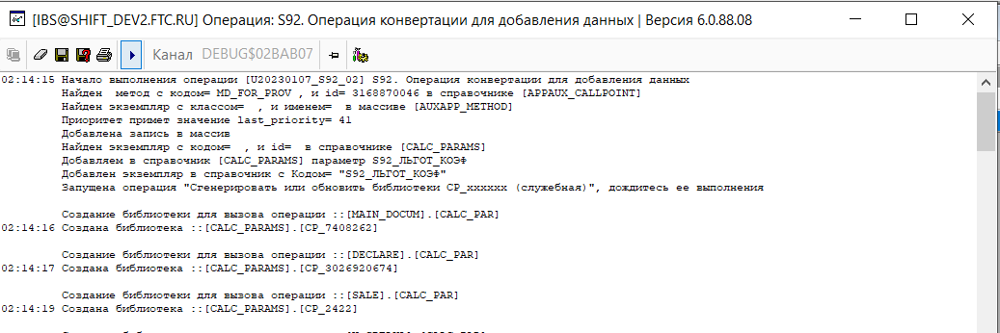 [IBS@SHIFT_DEV2.FTC.RU] Операция: S92. Операция конвертации для добавления данных | Версия 6.0.88.08
Канал DEBUG$02BAB07
02:14:15 Начало выполнения операции [U20230107_S92_02] S92. Операция конвертации для добавления данных
Найден метод с кодом= MD_FOR_PROV , и id= 3168870046 в справочнике [APPAUX_CALLPOINT]
Найден экземпляр с классом= , и именем= в массиве [AUXAPP_METHOD]
Приоритет примет значение last_priority= 41
Добавлена запись в массив
Найден экземпляр с кодом= , и id= в справочнике [CALC_PARAMS]
Добавляем в справочник [CALC_PARAMS] параметр S92_ЛЬГОТ_КОЭФ
Добавлен экземпляр в справочник с Кодом= "S92_ЛЬГОТ_КОЭФ"
Запущена операция "Сгенерировать или обновить библиотеки CP_xxxxxx (служебная)", дождитесь ее выполнения
Создание библиотеки для вызова операции ::[MAIN_DOCUM].[CALC_PAR]
02:14:16 Создана библиотека ::[CALC_PARAMS].[CP_7408262]
Создание библиотеки для вызова операции ::[DECLARE].[CALC_PAR]
02:14:17 Создана библиотека ::[CALC_PARAMS].[CP_3026920674]
Создание библиотеки для вызова операции ::[SALE].[CALC_PAR]
02:14:19 Создана библиотека ::[CALC_PARAMS].[CP_2422]